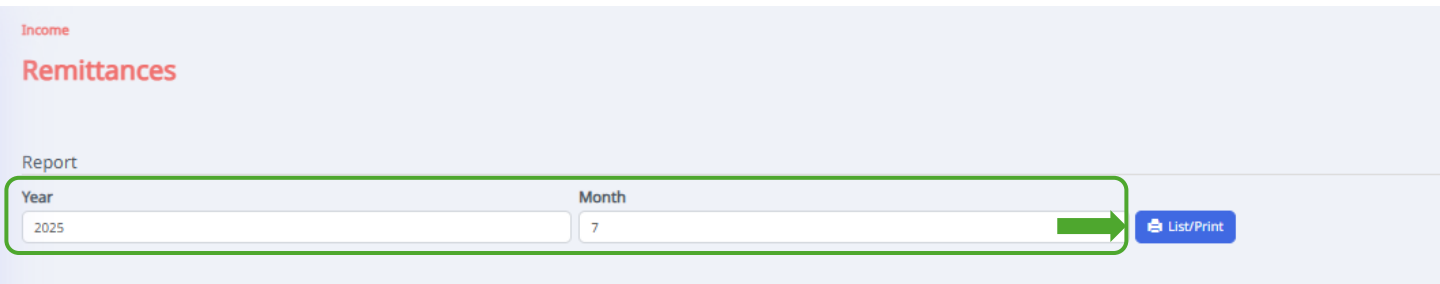 Income
Remittances
Report
Year Month
2025 7 List/Print